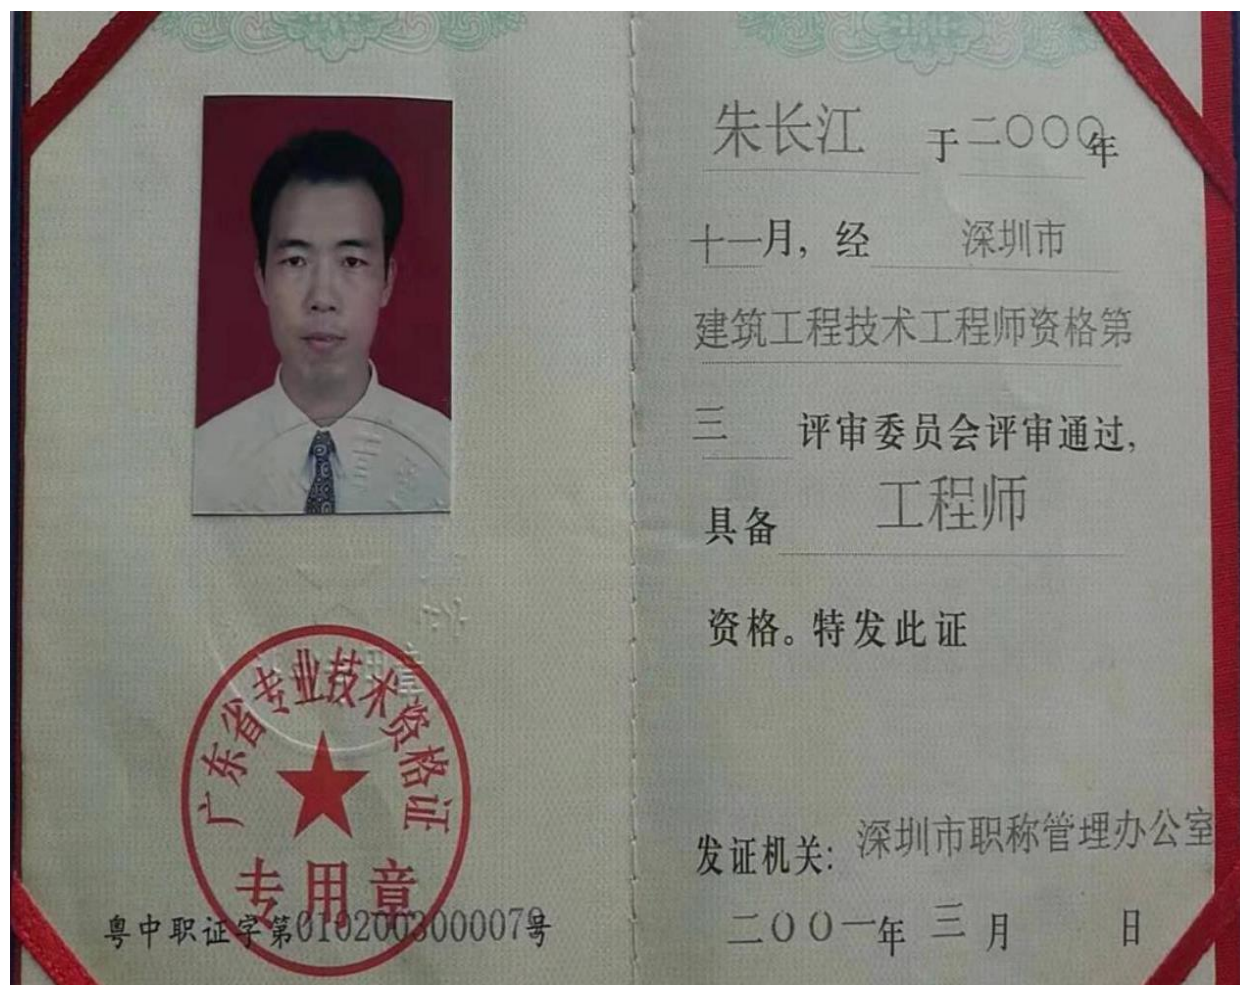 广东省专业技术资格证
专用章
粤中职证字第0102003000079号
朱长江 于二〇〇〇年
十一月，经 深圳市
建筑工程技术工程师资格第
三 评审委员会评审通过，
具备 工程师
资格。特发此证
发证机关：深圳市职称管理办公室
二〇〇一年 三 月 日